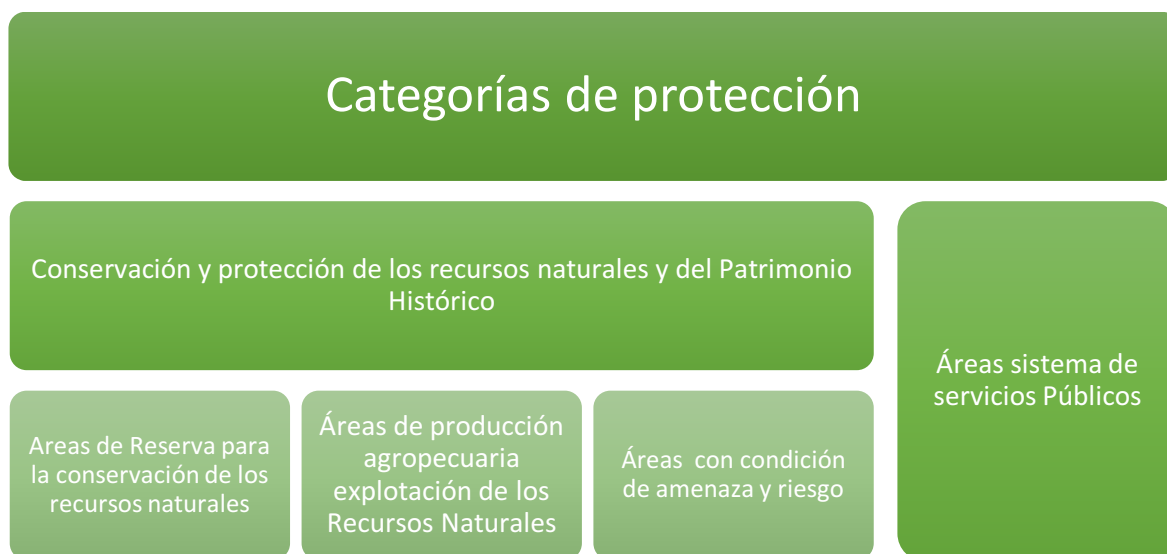 Categorías de protección
Conservación y protección de los recursos naturales y del Patrimonio
Histórico
Áreas sistema de
servicios Públicos
Areas de Reserva para
la conservación de los
recursos naturales
Áreas de producción
agropecuaria
explotación de los
Recursos Naturales
Áreas con condición
de amenaza y riesgo